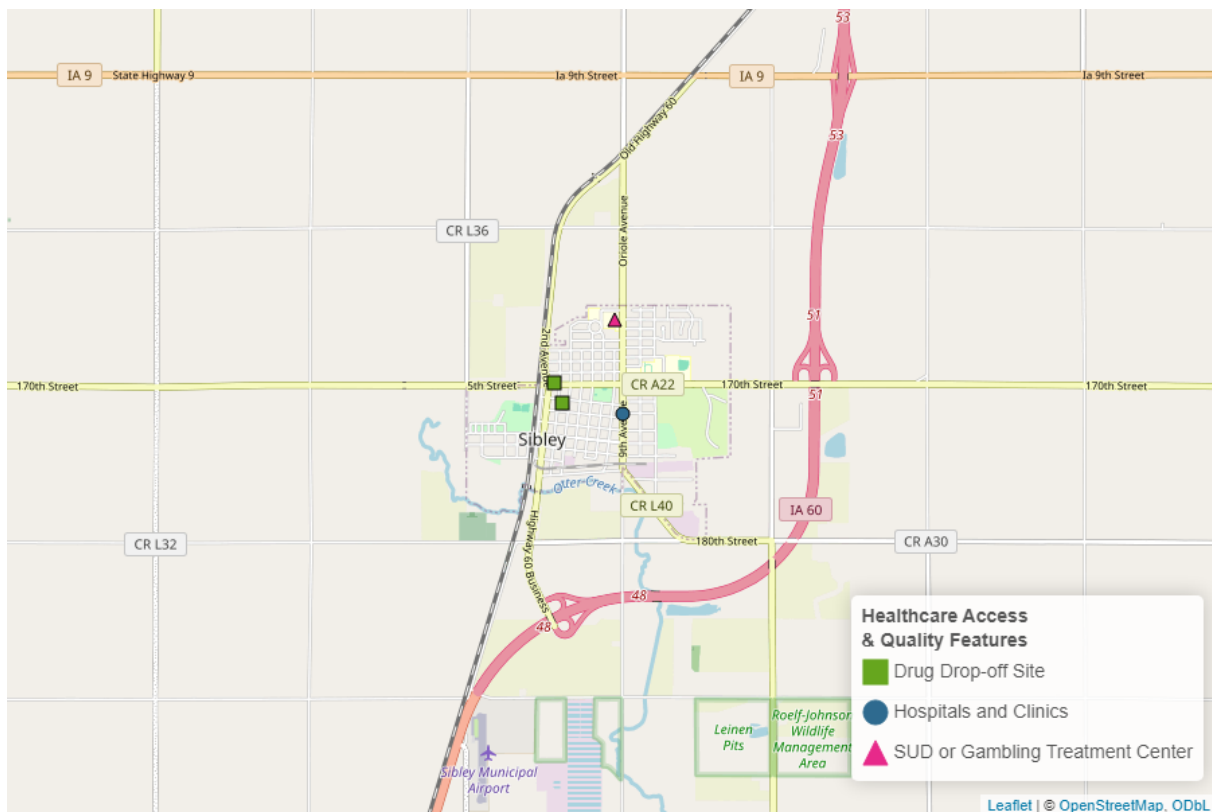 53
IA 9
State Highway 9
Ia 9th Street
IA 9
Ia 9th Street
53
Old Highway 60
CR L36
Oriole Avenue
51
2nd Avenue
170th Street
5th Street
CR A22
170th Street
51
170th Street
9th Avenue
Sibley
Otter Creek
CR L40
IA 60
Highway 60 Business
CR L32
180th Street
CR A30
48
48
Leinen
Pits
Roelf-Johnson
Wildlife
Management
Area
Sibley Municipal
Airport
Healthcare Access
& Quality Features
Drug Drop-off Site
Hospitals and Clinics
SUD or Gambling Treatment Center
Leaflet | © OpenStreetMap, ODbL